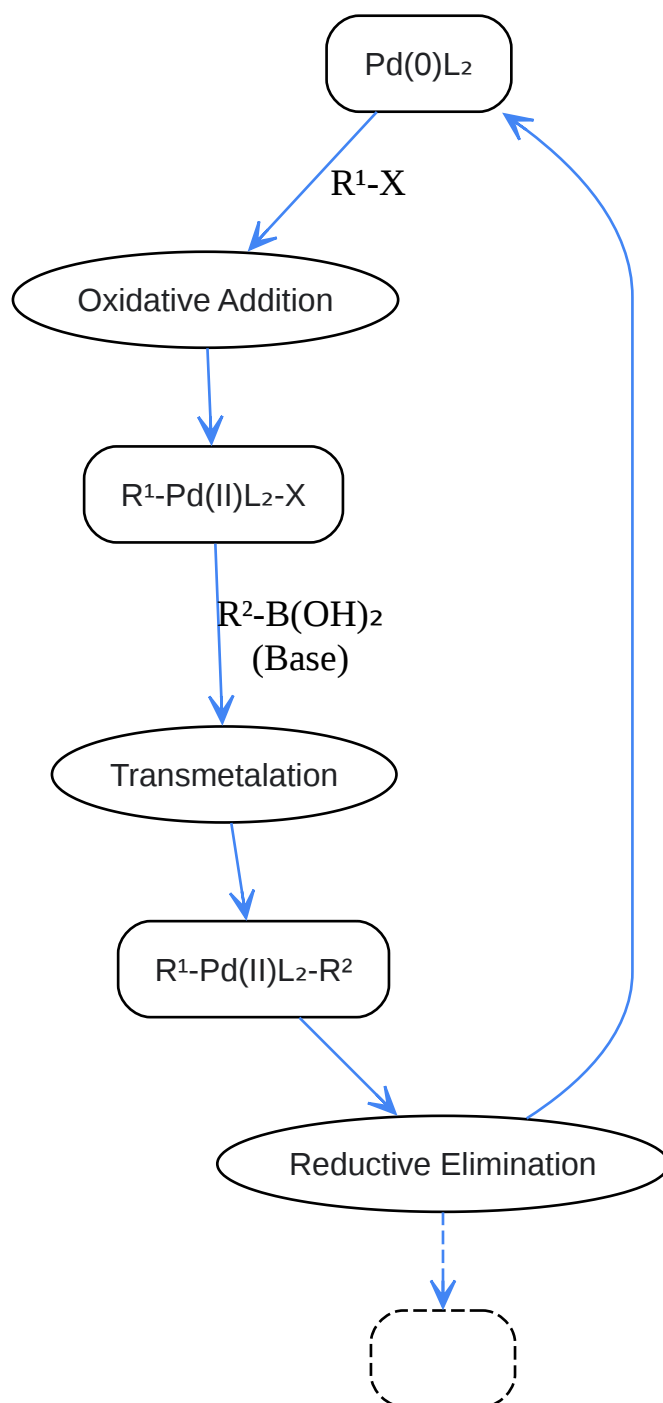 Pd(0)L₂
R¹-X
Oxidative Addition
R¹-Pd(II)L₂-X
R²-B(OH)₂
(Base)
Transmetalation
R¹-Pd(II)L₂-R²
Reductive Elimination